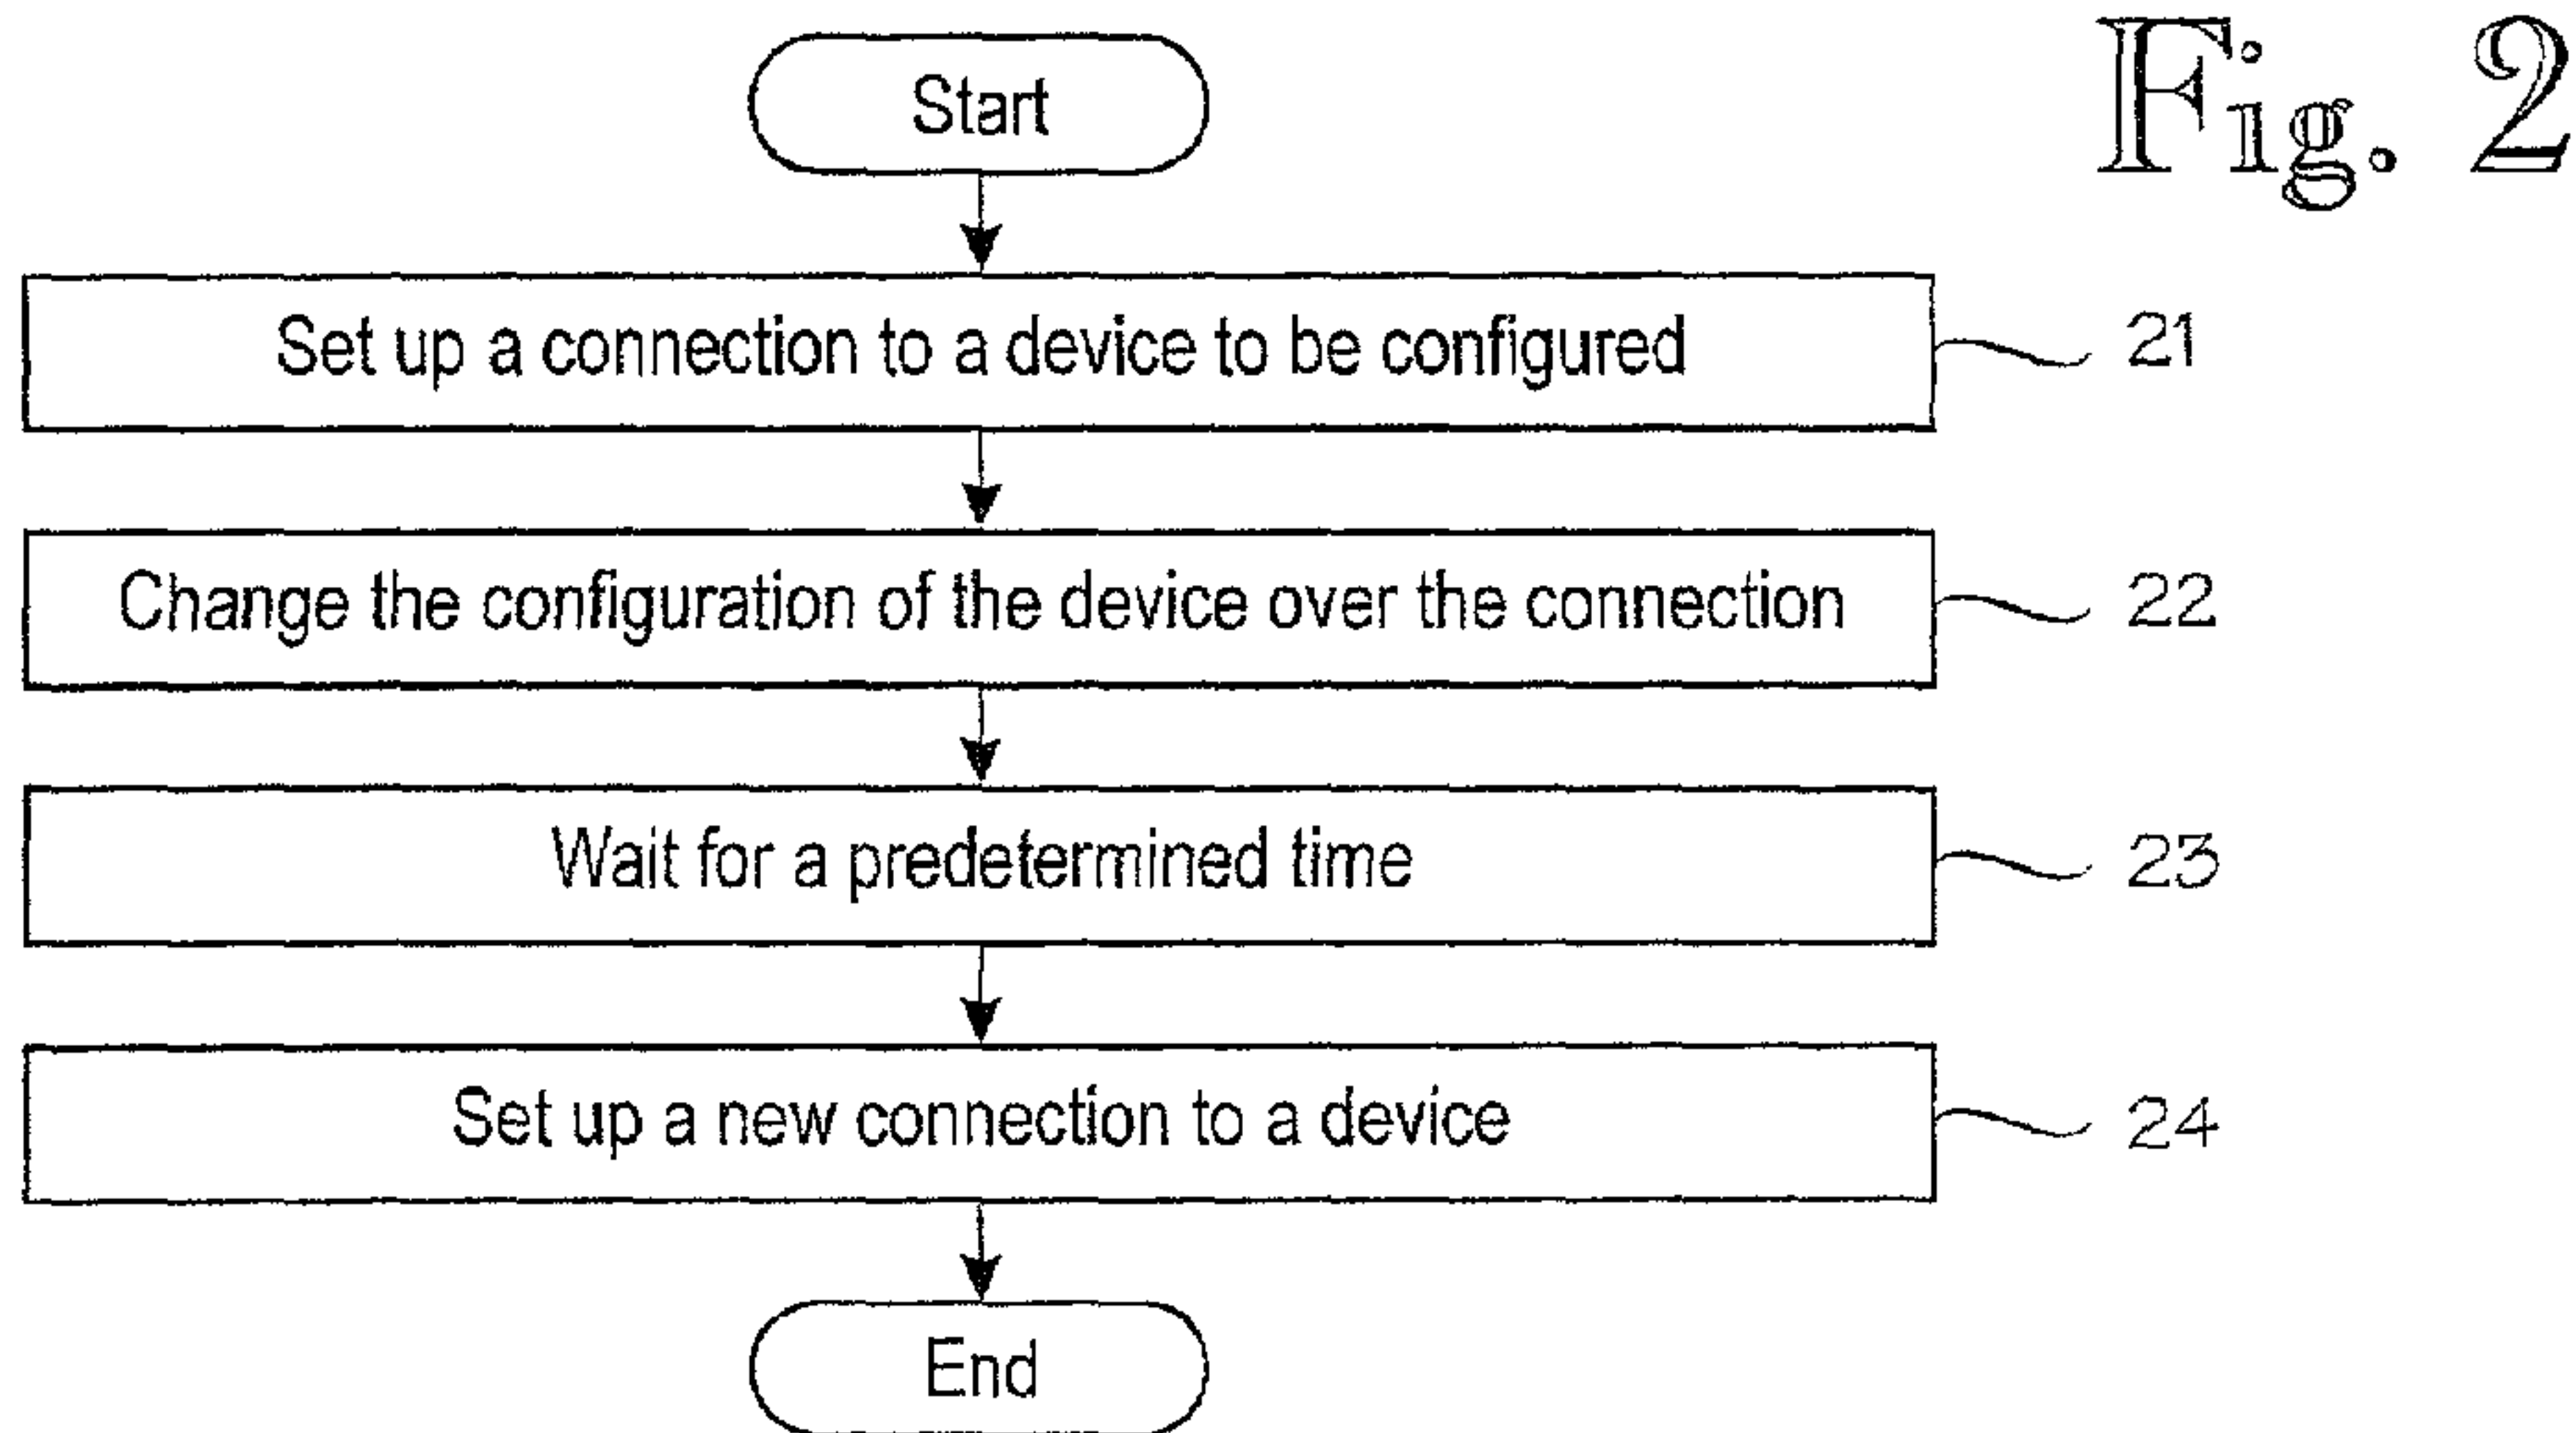 Fig. 2
Start
Set up a connection to a device to be configured
21
Change the configuration of the device over the connection
22
Wait for a predetermined time
23
Set up a new connection to a device
24
End